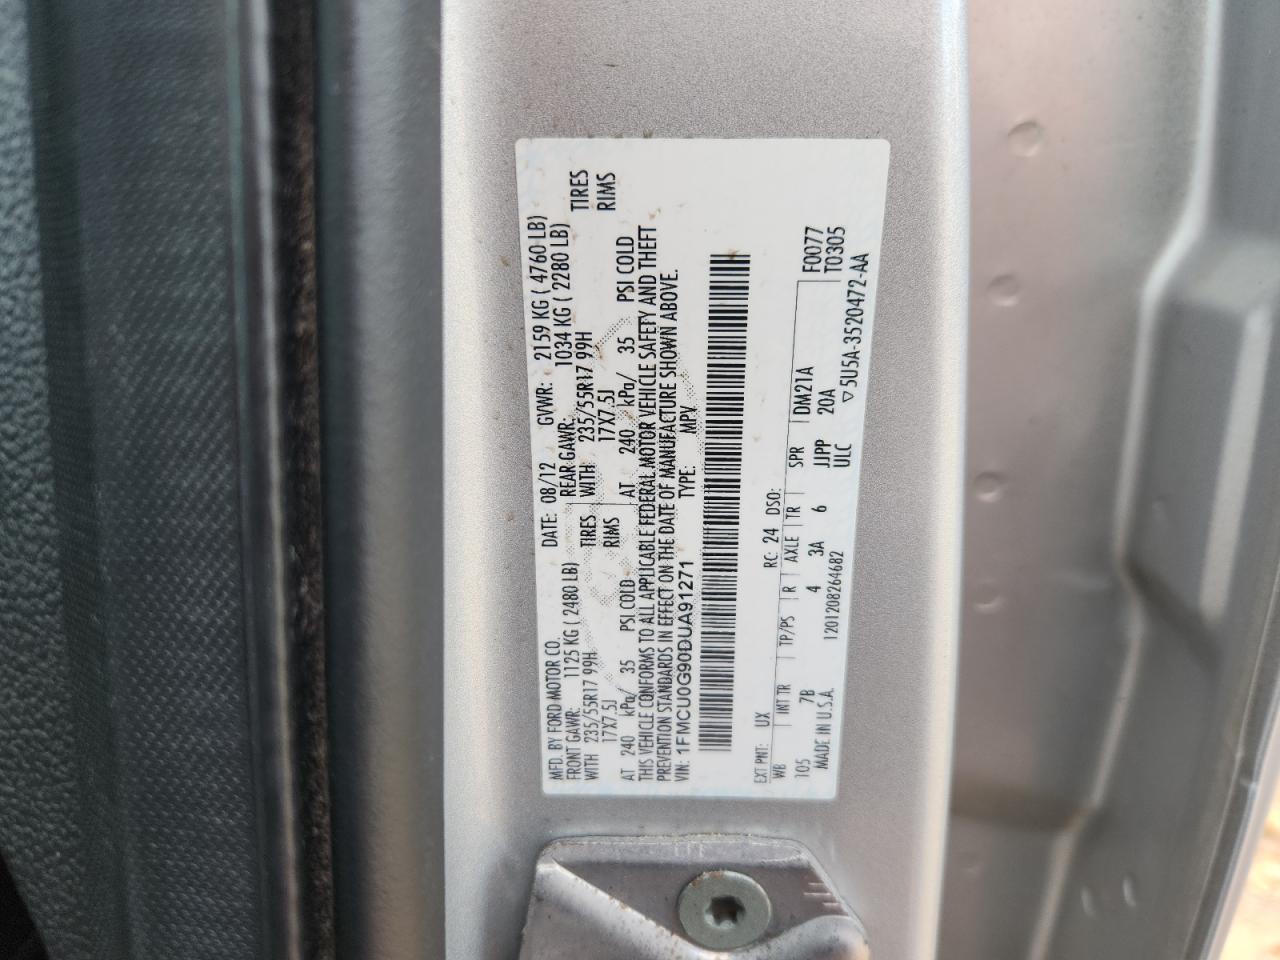 MFD. BY FORD MOTOR CO.
DATE: 08/12 GVWR: 2159 KG ( 4760 LB)
FRONT GAWR: 1125 KG ( 2480 LB) REAR GAWR: 1034 KG ( 2280 LB)
WITH 235/55R17 99H TIRES WITH 235/55R17 99H TIRES
17X7.5J RIMS 17X7.5J RIMS
AT 240 kPa/ 35 PSI COLD AT 240 kPa/ 35 PSI COLD
THIS VEHICLE CONFORMS TO ALL APPLICABLE FEDERAL MOTOR VEHICLE SAFETY AND THEFT
PREVENTION STANDARDS IN EFFECT ON THE DATE OF MANUFACTURE SHOWN ABOVE.
VIN: 1FMCU0G90DUA91271 TYPE: MPV
EXT PNT: UX RC: 24 DSO:
WB INT TR TP/PS R AXLE TR SPR DM21A F0077
105 7B 4 3A 6 JJPP 20A T0305
MADE IN U.S.A. 1201208264682 ULC ▽5U5A-3520472-AA